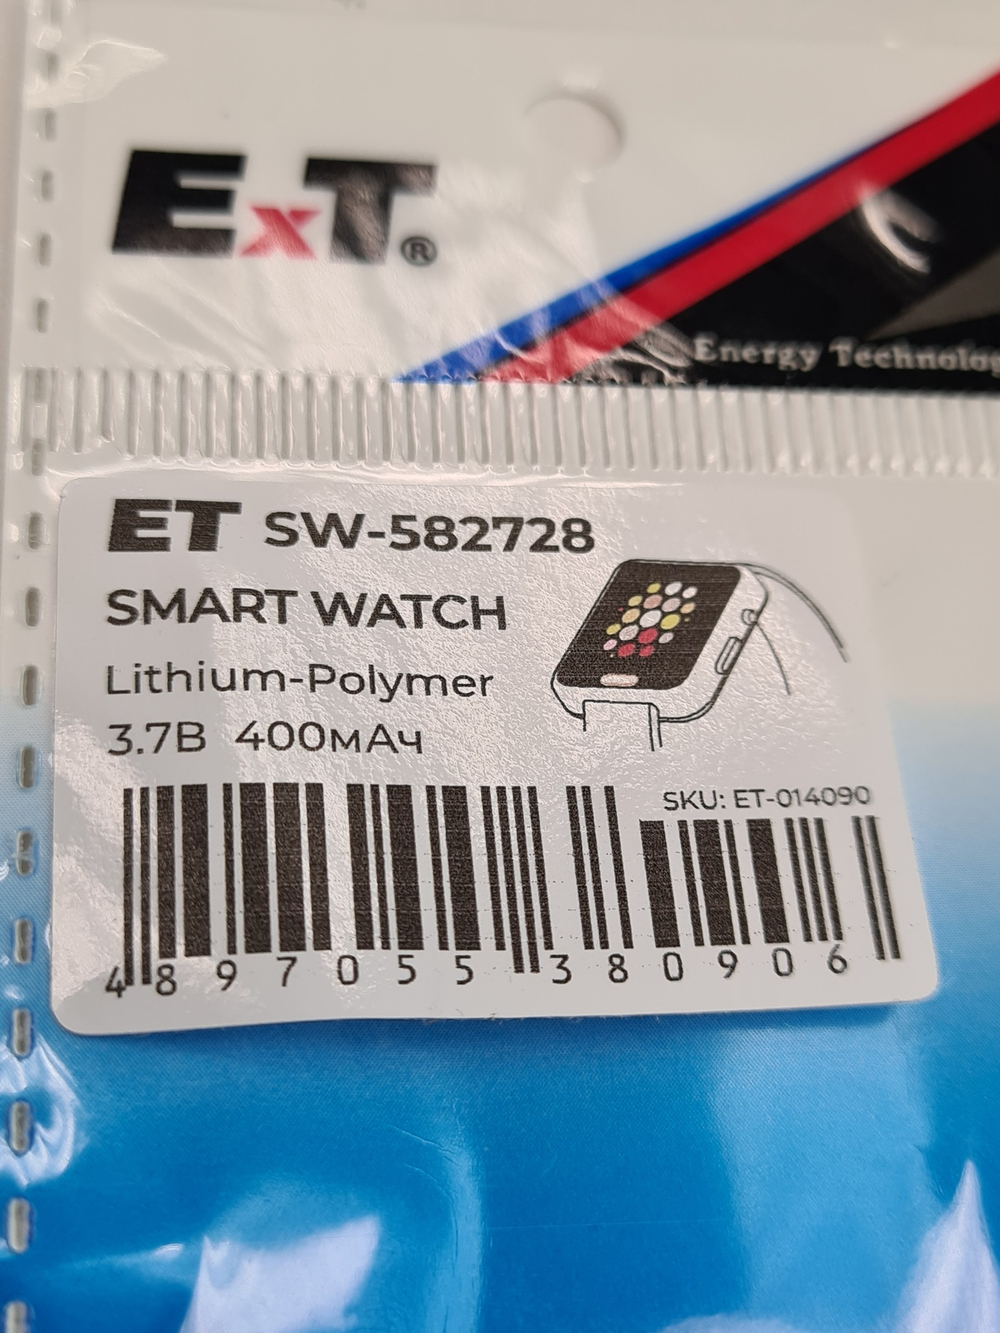 ExT®
Energy Technolog
ET SW-582728
SMART WATCH
Lithium-Polymer
3.7В 400мАч
SKU: ET-014090
4 897055 380906